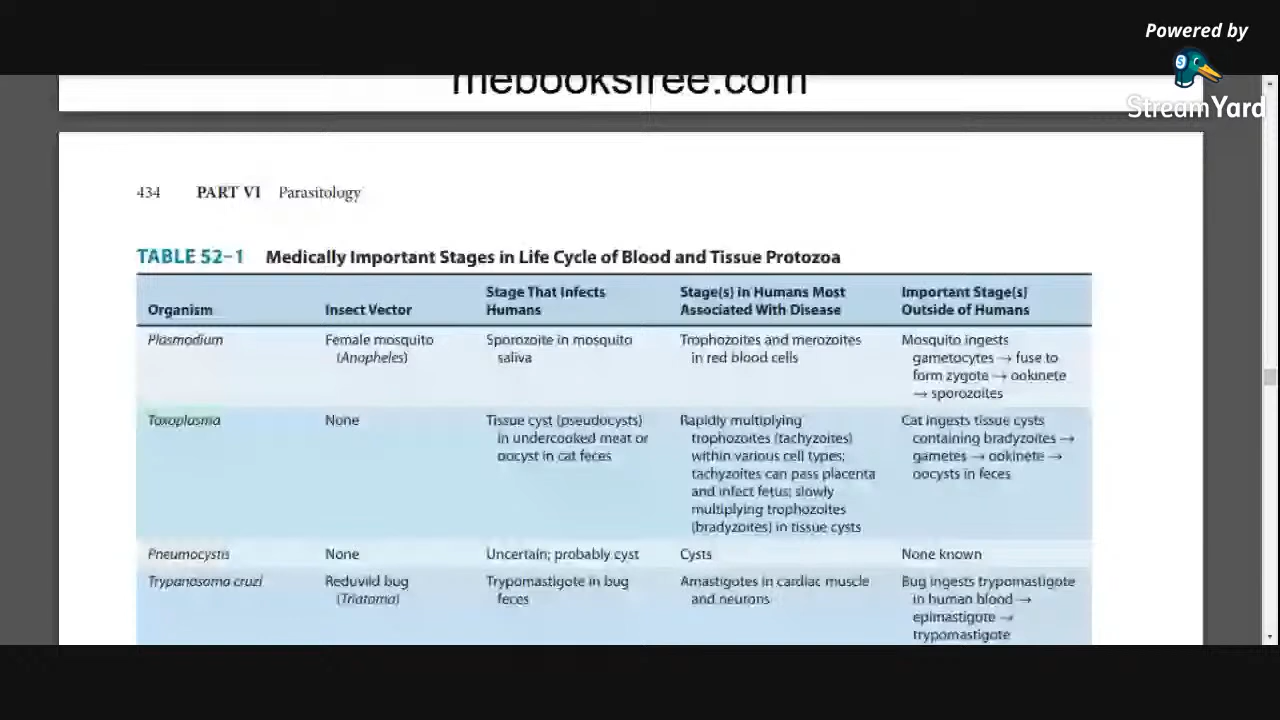 Powered by
StreamYard
mebooksfree.com
434 PART VI Parasitology
TABLE 52–1 Medically Important Stages in Life Cycle of Blood and Tissue Protozoa
Organism
Insect Vector
Stage That Infects
Humans
Stage(s) in Humans Most
Associated With Disease
Important Stage(s)
Outside of Humans
Plasmodium
Female mosquito
(Anopheles)
Sporozoite in mosquito
saliva
Trophozoites and merozoites
in red blood cells
Mosquito ingests
gametocytes → fuse to
form zygote → ookinete
→ sporozoites
Toxoplasma
None
Tissue cyst (pseudocysts)
in undercooked meat or
oocyst in cat feces
Rapidly multiplying
trophozoites (tachyzoites)
within various cell types;
tachyzoites can pass placenta
and infect fetus; slowly
multiplying trophozoites
(bradyzoites) in tissue cysts
Cat ingests tissue cysts
containing bradyzoites →
gametes → ookinete →
oocysts in feces
Pneumocystis
None
Uncertain; probably cyst
Cysts
None known
Trypanosoma cruzi
Reduviid bug
(Triatoma)
Trypomastigote in bug
feces
Amastigotes in cardiac muscle
and neurons
Bug ingests trypomastigote
in human blood →
epimastigote →
trypomastigote